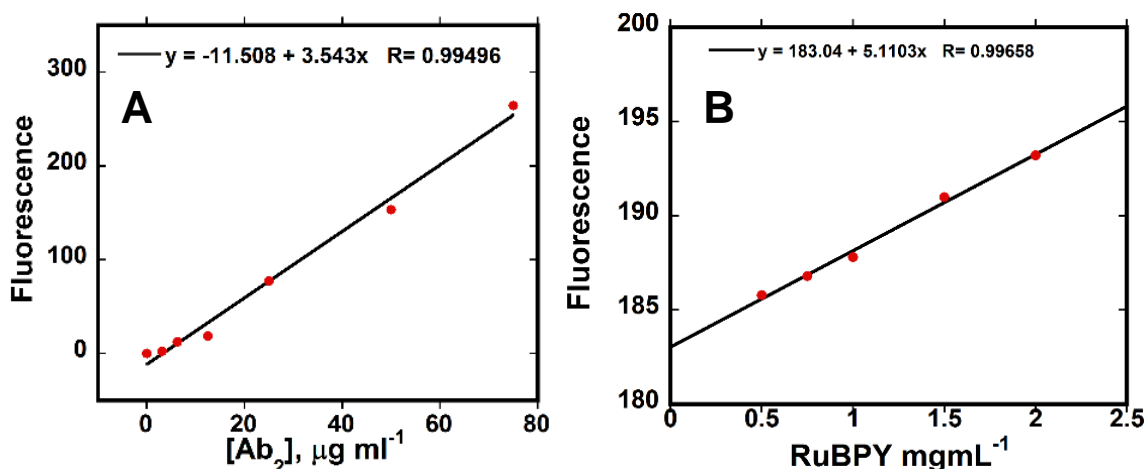 y = -11.508 + 3.543x R= 0.99496
A
Fluorescence
300
200
100
0
0 20 40 60 80
[Ab₂], μg ml⁻¹
y = 183.04 + 5.1103x R= 0.99658
B
Fluorescence
200
195
190
185
180
0 0.5 1 1.5 2 2.5
RuBPY mgmL⁻¹